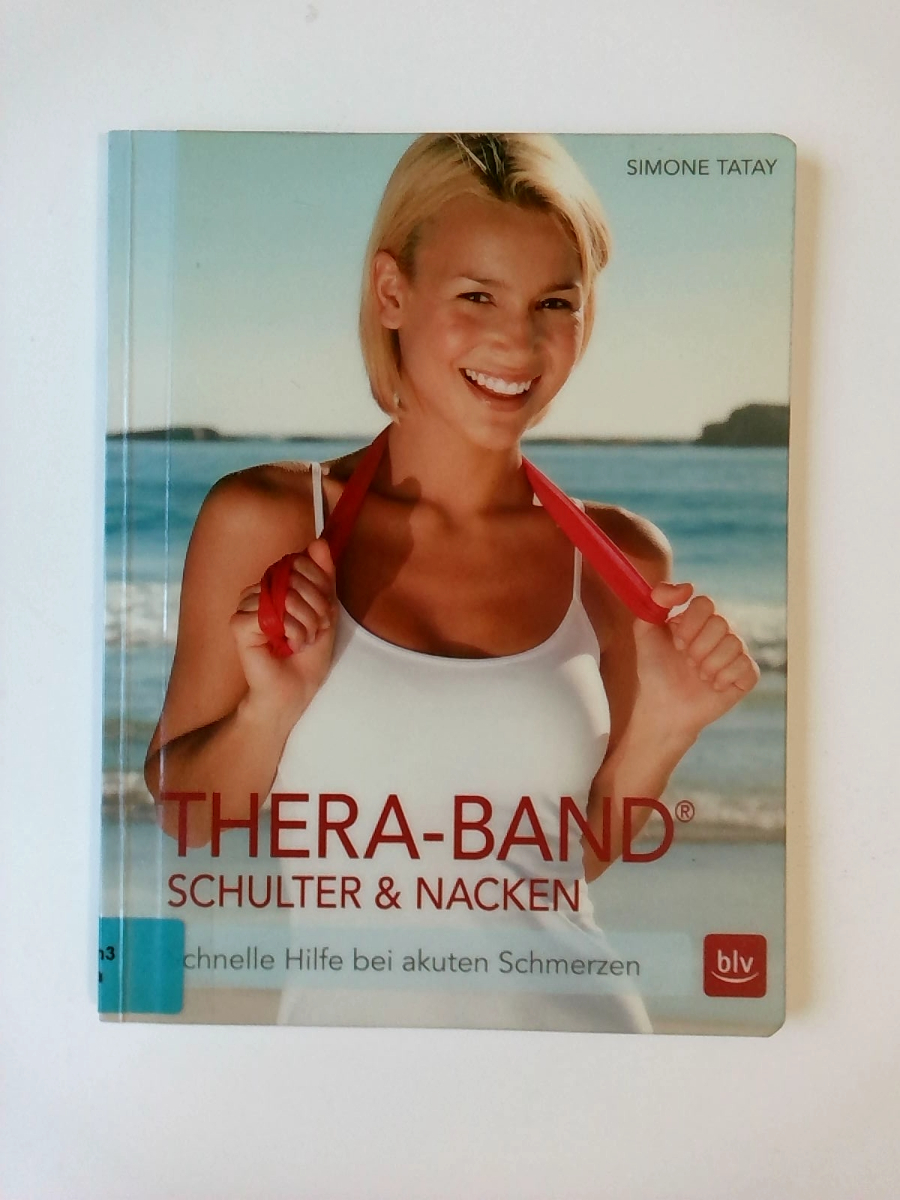 SIMONE TATAY
THERA-BAND®
SCHULTER & NACKEN
chnelle Hilfe bei akuten Schmerzen
blv